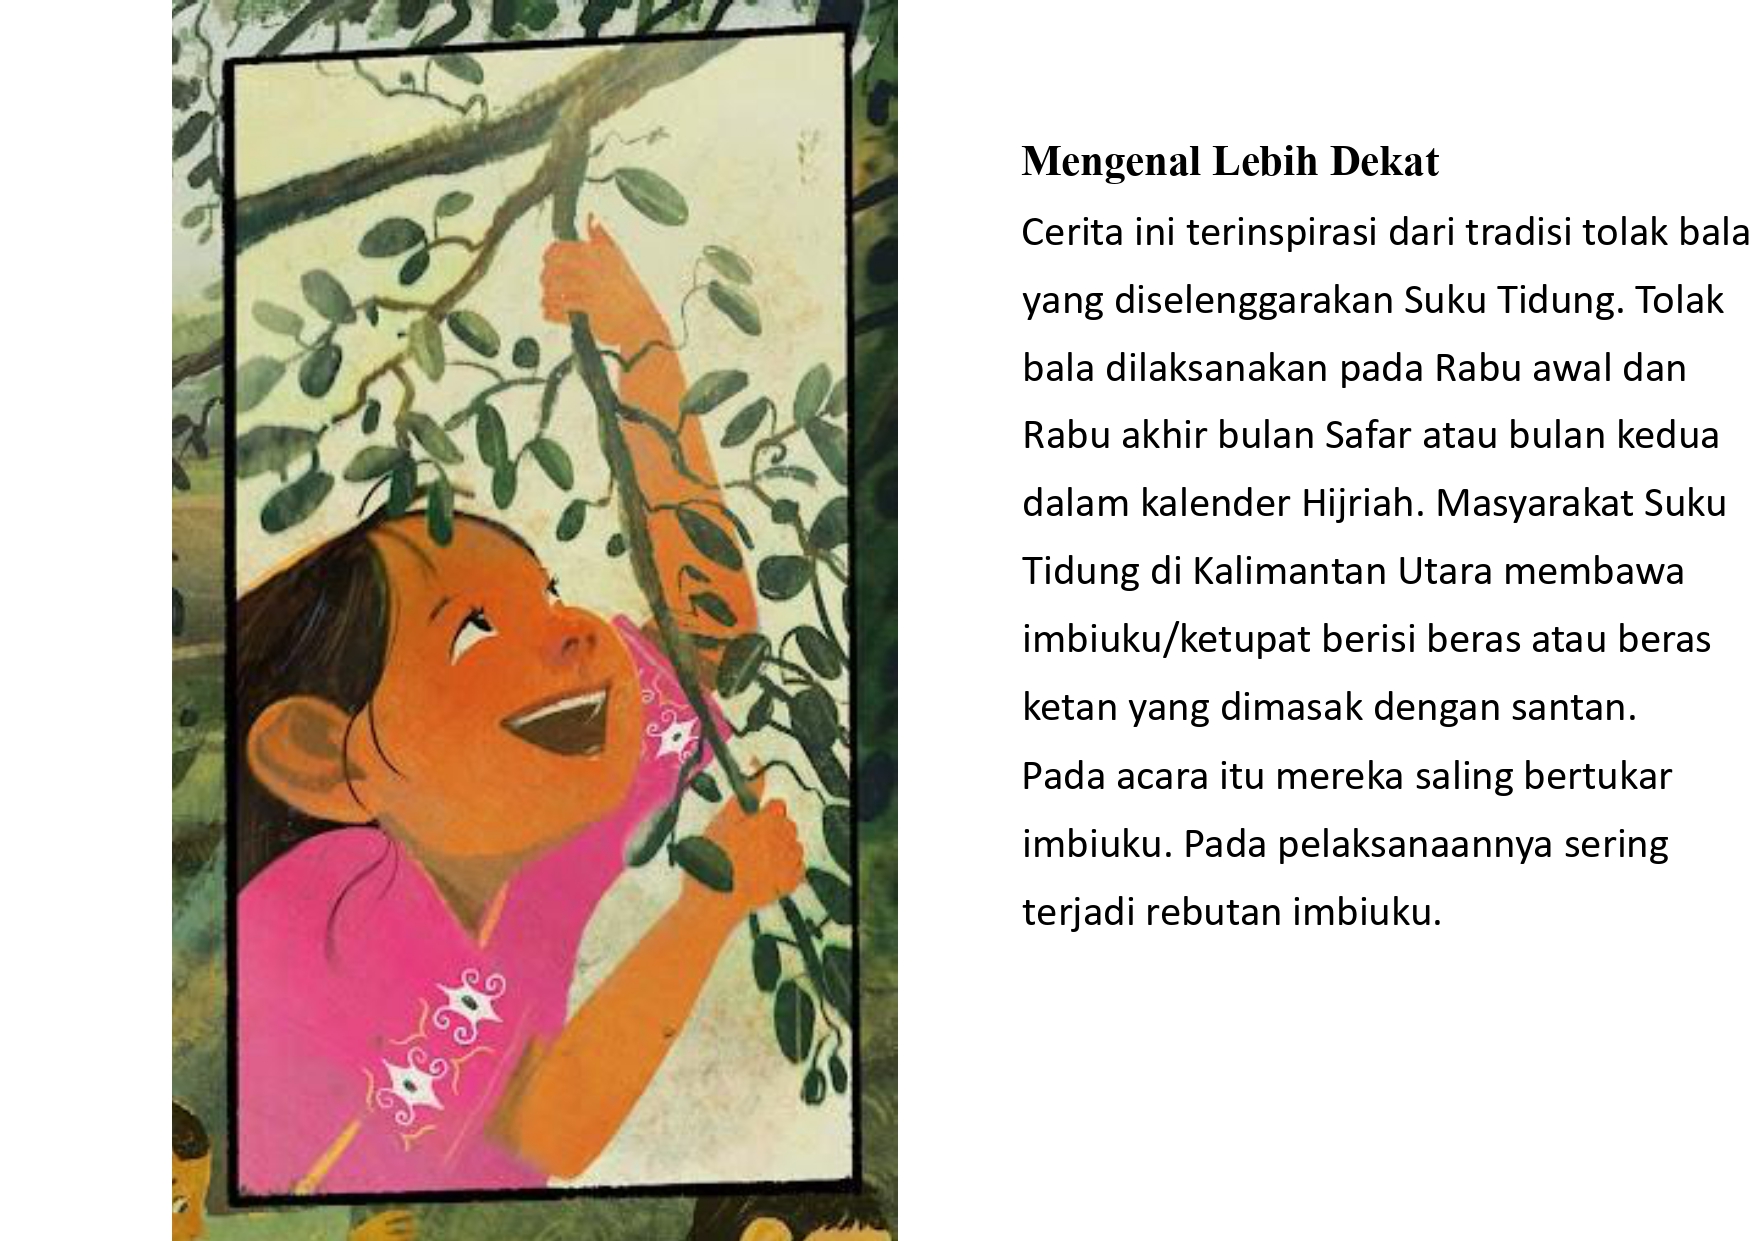 Mengenal Lebih Dekat
Cerita ini terinspirasi dari tradisi tolak bala
yang diselenggarakan Suku Tidung. Tolak
bala dilaksanakan pada Rabu awal dan
Rabu akhir bulan Safar atau bulan kedua
dalam kalender Hijriah. Masyarakat Suku
Tidung di Kalimantan Utara membawa
imbiuku/ketupat berisi beras atau beras
ketan yang dimasak dengan santan.
Pada acara itu mereka saling bertukar
imbiuku. Pada pelaksanaannya sering
terjadi rebutan imbiuku.